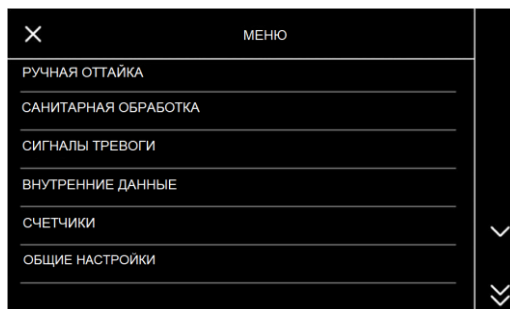 МЕНЮ
РУЧНАЯ ОТТАЙКА
САНИТАРНАЯ ОБРАБОТКА
СИГНАЛЫ ТРЕВОГИ
ВНУТРЕННИЕ ДАННЫЕ
СЧЕТЧИКИ
ОБЩИЕ НАСТРОЙКИ